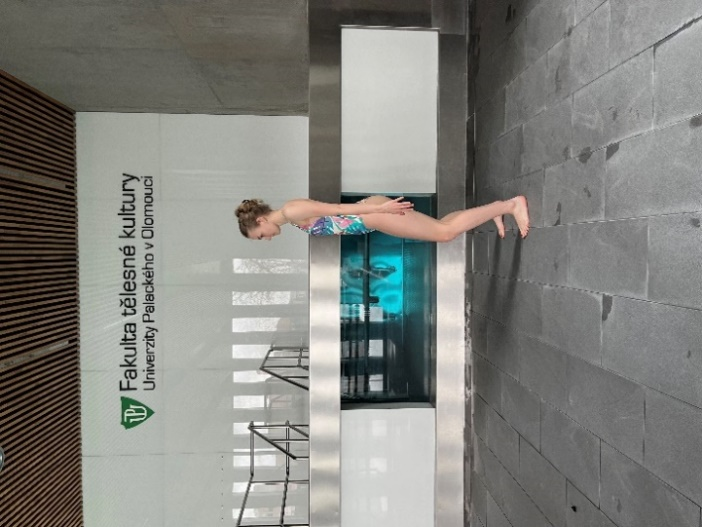 Fakulta tělesné kultury
Univerzity Palackého v Olomouci